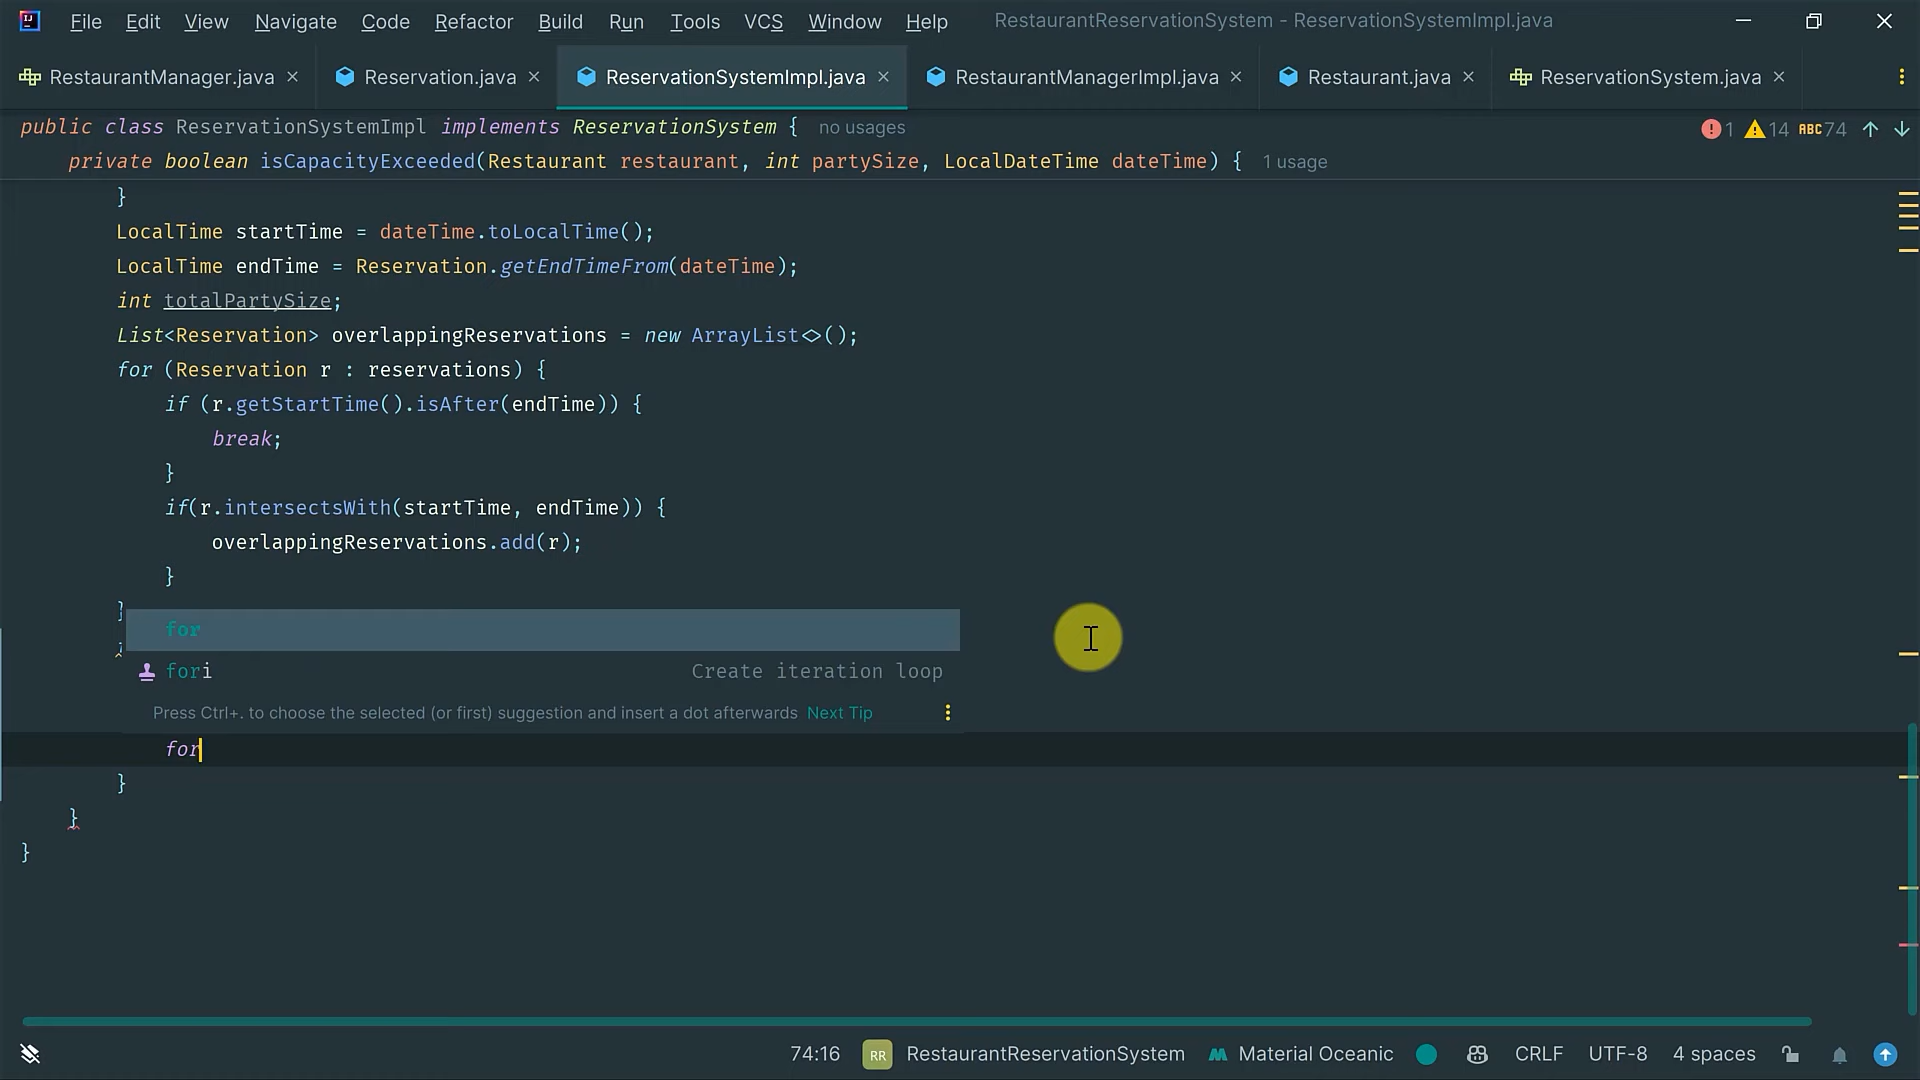 File Edit View Navigate Code Refactor Build Run Tools VCS Window Help RestaurantReservationSystem - ReservationSystemImpl.java
RestaurantManager.java Reservation.java ReservationSystemImpl.java RestaurantManagerImpl.java Restaurant.java ReservationSystem.java
public class ReservationSystemImpl implements ReservationSystem { no usages 1 14 ABC 74
private boolean isCapacityExceeded(Restaurant restaurant, int partySize, LocalDateTime dateTime) { 1 usage
}
LocalTime startTime = dateTime.toLocalTime();
LocalTime endTime = Reservation.getEndTimeFrom(dateTime);
int totalPartySize;
List<Reservation> overlappingReservations = new ArrayList<>();
for (Reservation r : reservations) {
if (r.getStartTime().isAfter(endTime)) {
break;
}
if(r.intersectsWith(startTime, endTime)) {
overlappingReservations.add(r);
}
}
for
fori Create iteration loop
Press Ctrl+. to choose the selected (or first) suggestion and insert a dot afterwards Next Tip
for
}
}
}
74:16 RR RestaurantReservationSystem Material Oceanic CRLF UTF-8 4 spaces